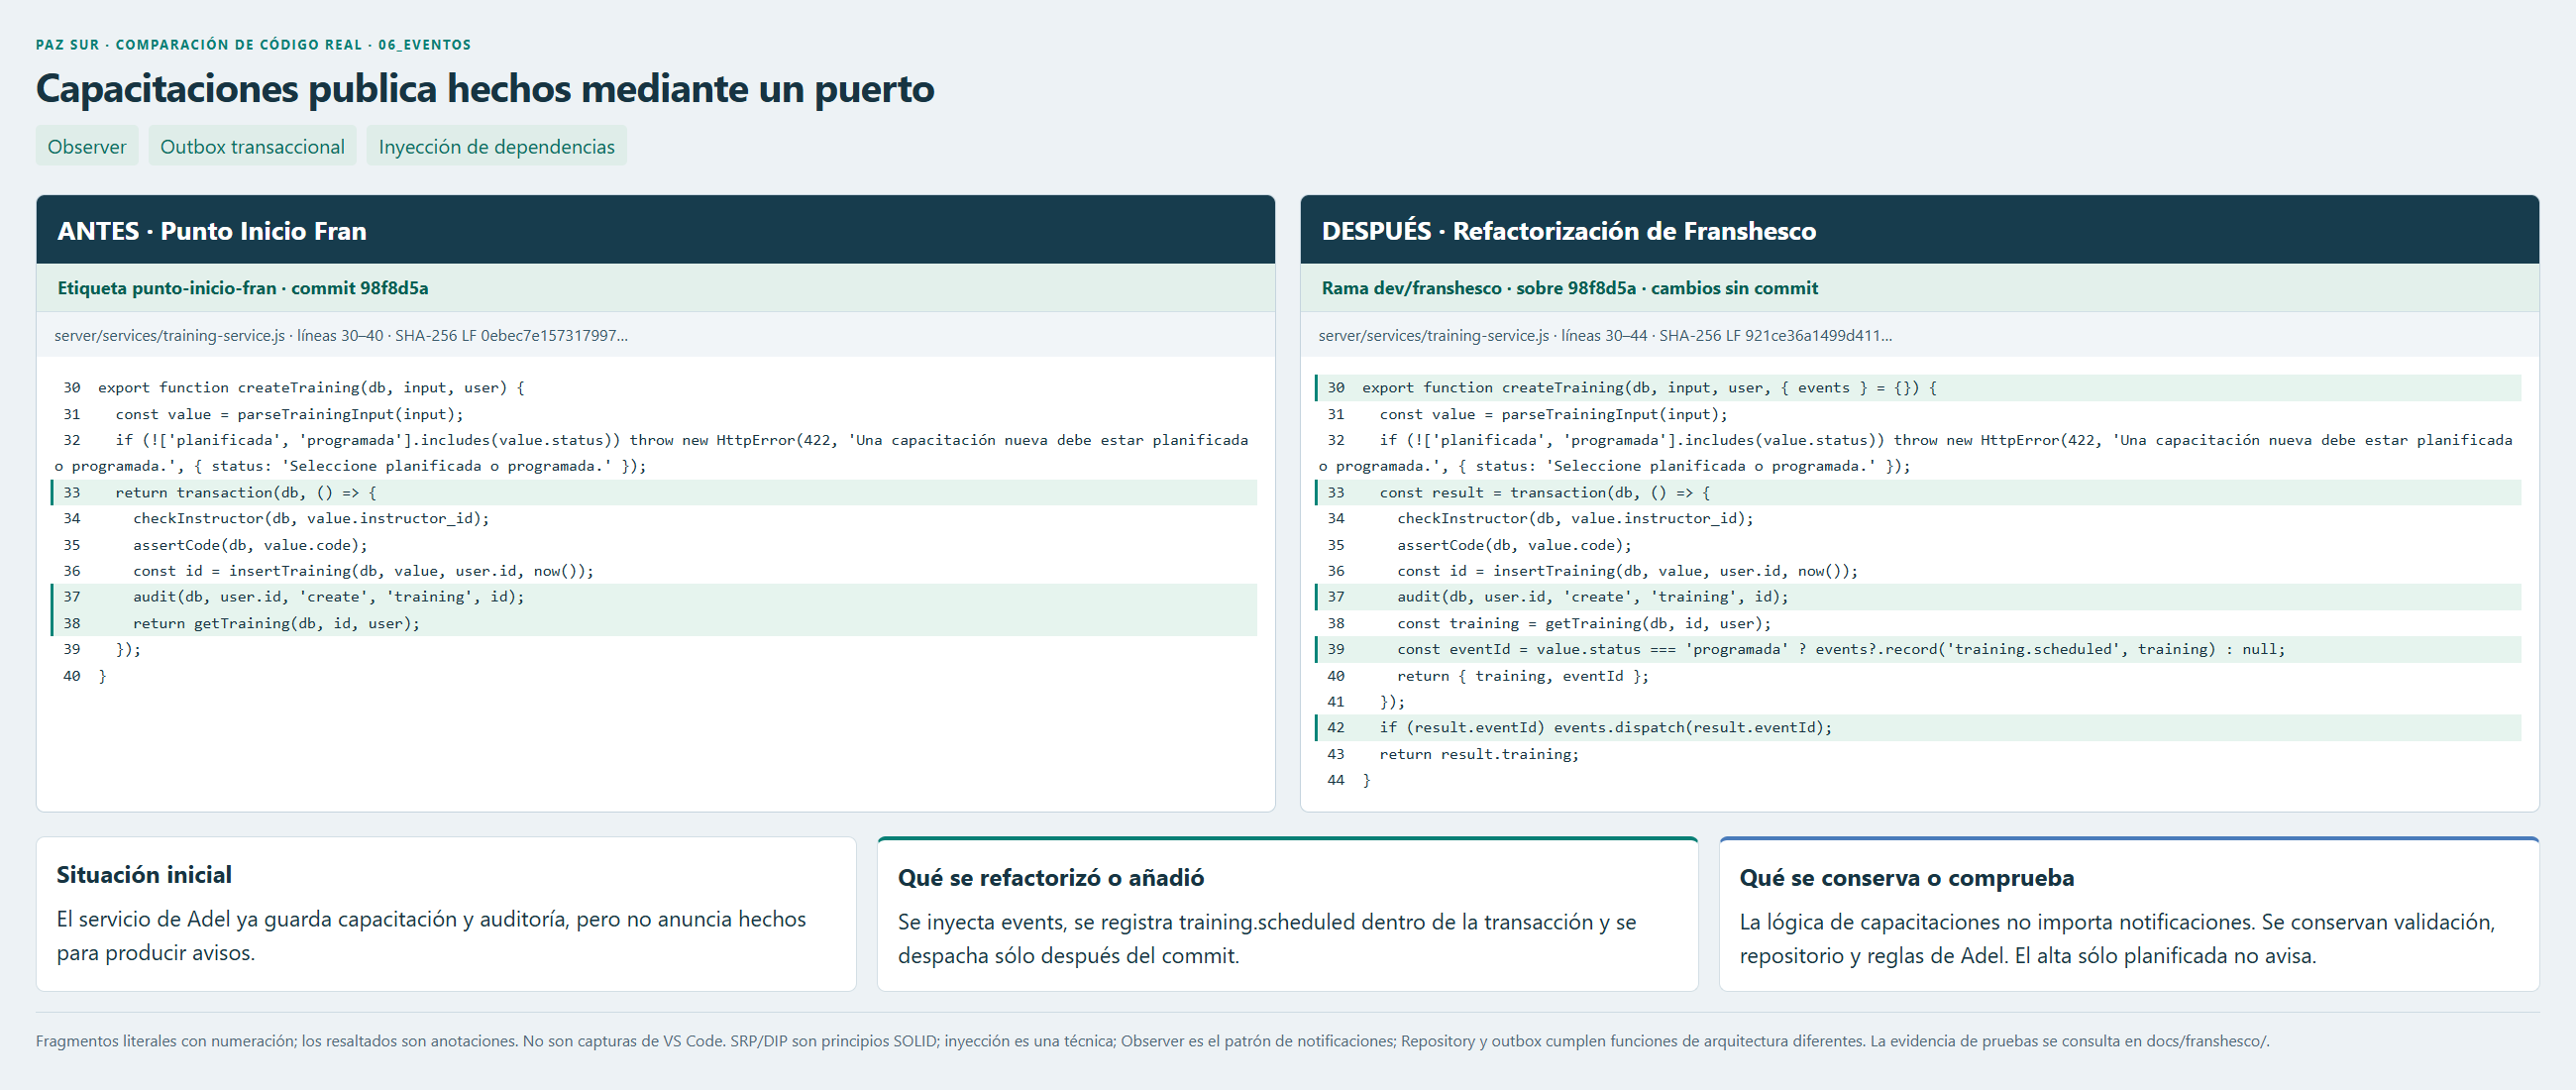 PAZ SUR · COMPARACIÓN DE CÓDIGO REAL · 06_EVENTOS
Capacitaciones publica hechos mediante un puerto
Observer
Outbox transaccional
Inyección de dependencias
ANTES · Punto Inicio Fran
Etiqueta punto-inicio-fran · commit 98f8d5a
server/services/training-service.js · líneas 30–40 · SHA-256 LF 0ebec7e157317997…
30 export function createTraining(db, input, user) {
31   const value = parseTrainingInput(input);
32   if (!['planificada', 'programada'].includes(value.status)) throw new HttpError(422, 'Una capacitación nueva debe estar planificada
o programada.', { status: 'Seleccione planificada o programada.' });
33   return transaction(db, () => {
34     checkInstructor(db, value.instructor_id);
35     assertCode(db, value.code);
36     const id = insertTraining(db, value, user.id, now());
37     audit(db, user.id, 'create', 'training', id);
38     return getTraining(db, id, user);
39   });
40 }
DESPUÉS · Refactorización de Franshesco
Rama dev/franshesco · sobre 98f8d5a · cambios sin commit
server/services/training-service.js · líneas 30–44 · SHA-256 LF 921ce36a1499d411…
30 export function createTraining(db, input, user, { events } = {}) {
31   const value = parseTrainingInput(input);
32   if (!['planificada', 'programada'].includes(value.status)) throw new HttpError(422, 'Una capacitación nueva debe estar planificada
o programada.', { status: 'Seleccione planificada o programada.' });
33   const result = transaction(db, () => {
34     checkInstructor(db, value.instructor_id);
35     assertCode(db, value.code);
36     const id = insertTraining(db, value, user.id, now());
37     audit(db, user.id, 'create', 'training', id);
38     const training = getTraining(db, id, user);
39     const eventId = value.status === 'programada' ? events?.record('training.scheduled', training) : null;
40     return { training, eventId };
41   });
42   if (result.eventId) events.dispatch(result.eventId);
43   return result.training;
44 }
Situación inicial
El servicio de Adel ya guarda capacitación y auditoría, pero no anuncia hechos
para producir avisos.
Qué se refactorizó o añadió
Se inyecta events, se registra training.scheduled dentro de la transacción y se
despacha sólo después del commit.
Qué se conserva o comprueba
La lógica de capacitaciones no importa notificaciones. Se conservan validación,
repositorio y reglas de Adel. El alta sólo planificada no avisa.
Fragmentos literales con numeración; los resaltados son anotaciones. No son capturas de VS Code. SRP/DIP son principios SOLID; inyección es una técnica; Observer es el patrón de notificaciones; Repository y outbox cumplen funciones de arquitectura diferentes. La evidencia de pruebas se consulta en docs/franshesco/.